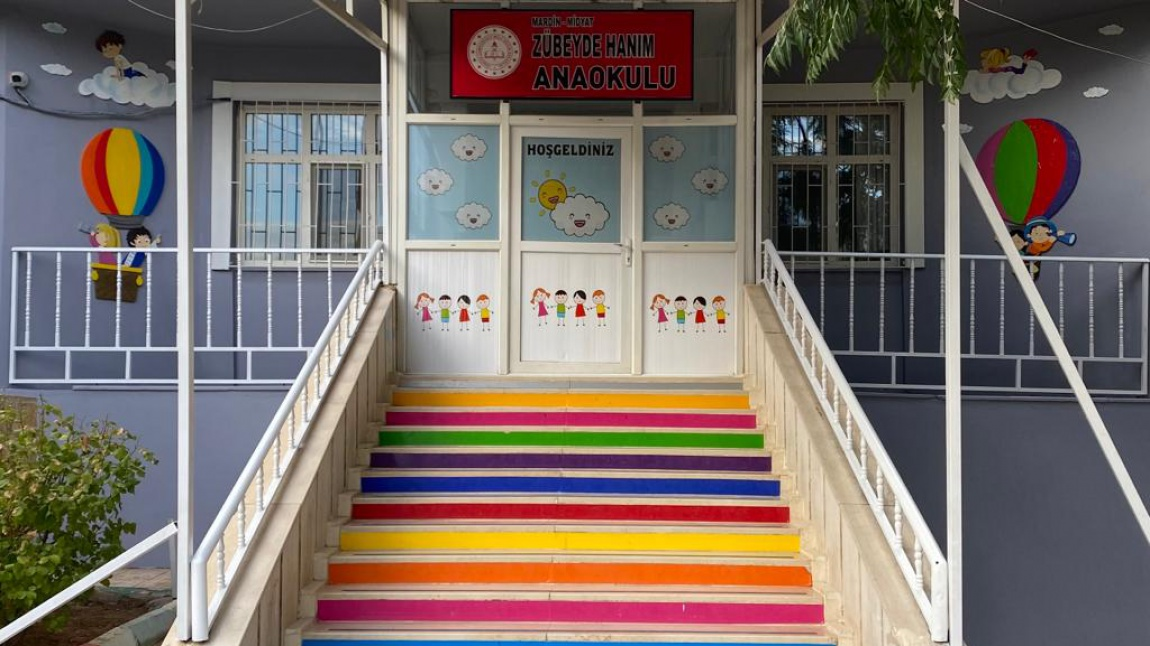 MARDİN - MİDYAT
ZÜBEYDE HANIM
ANAOKULU
HOŞGELDİNİZ